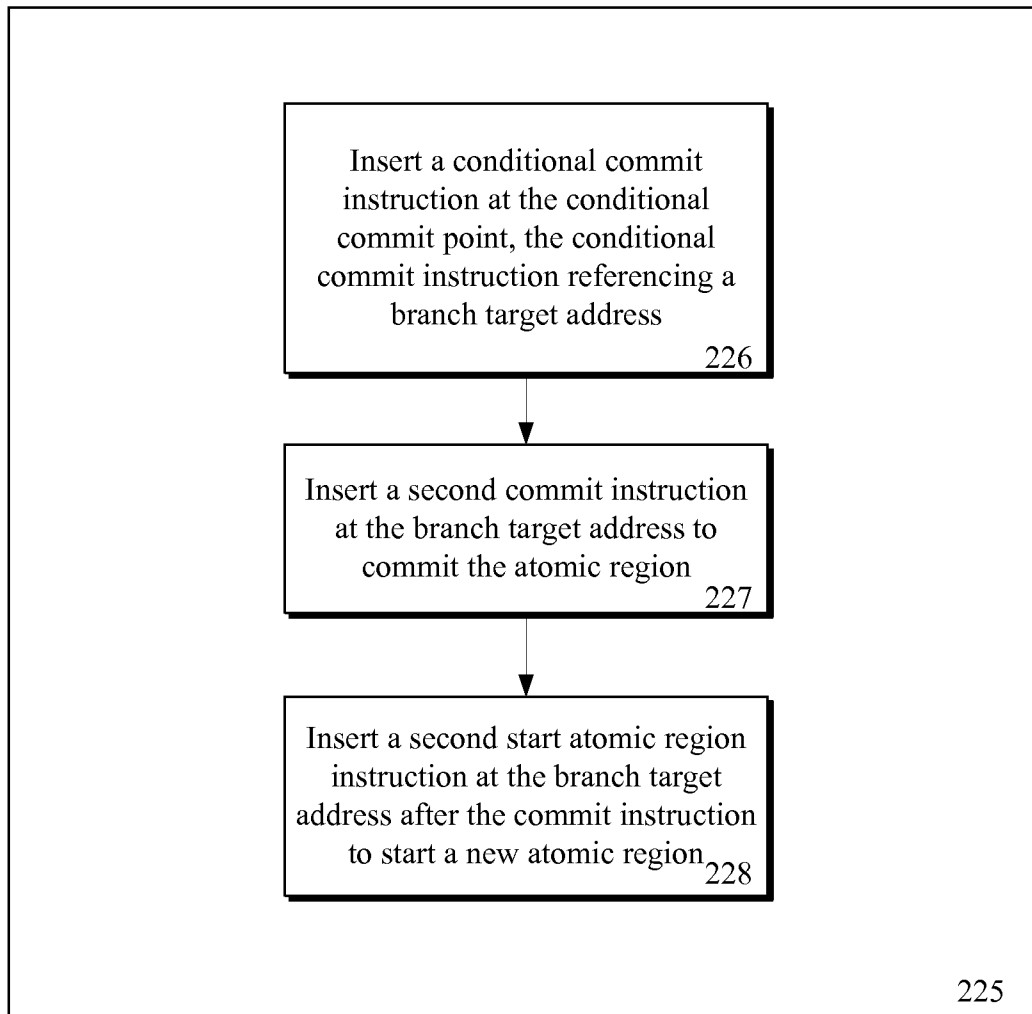 Insert a conditional commit
instruction at the conditional
commit point, the conditional
commit instruction referencing a
branch target address
226
Insert a second commit instruction
at the branch target address to
commit the atomic region
227
Insert a second start atomic region
instruction at the branch target
address after the commit instruction
to start a new atomic region
228
225